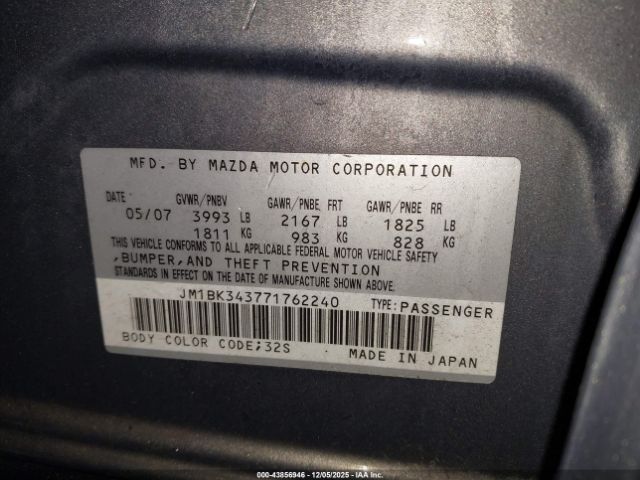 MFD. BY MAZDA MOTOR CORPORATION
DATE GVWR/PNBV GAWR/PNBE FRT GAWR/PNBE RR
05/07 3993 LB 2167 LB 1825 LB
1811 KG 983 KG 828 KG
THIS VEHICLE CONFORMS TO ALL APPLICABLE FEDERAL MOTOR VEHICLE SAFETY
,BUMPER,AND THEFT PREVENTION
STANDARDS IN EFFECT ON THE DATE OF MANUFACTURE SHOWN ABOVE.
JM1BK343771762240 TYPE:PASSENGER
BODY COLOR CODE;32S MADE IN JAPAN
000-43856946 - 12/05/2025 - © IAA Holdings, LLC